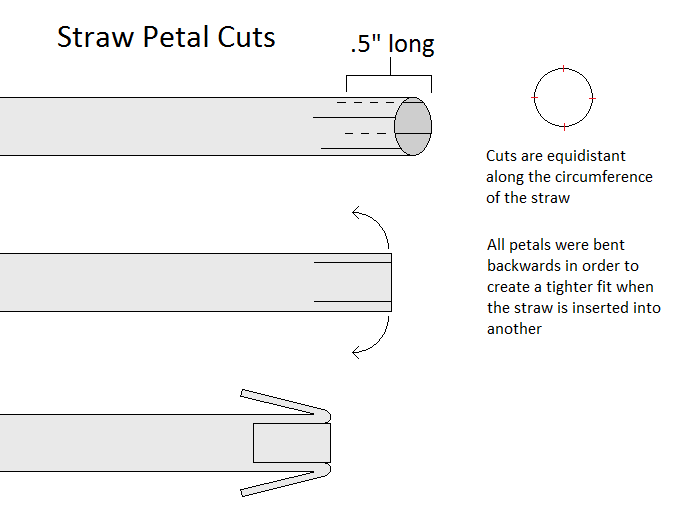 Straw Petal Cuts
.5" long
Cuts are equidistant
along the circumference
of the straw
All petals were bent
backwards in order to
create a tighter fit when
the straw is inserted into
another